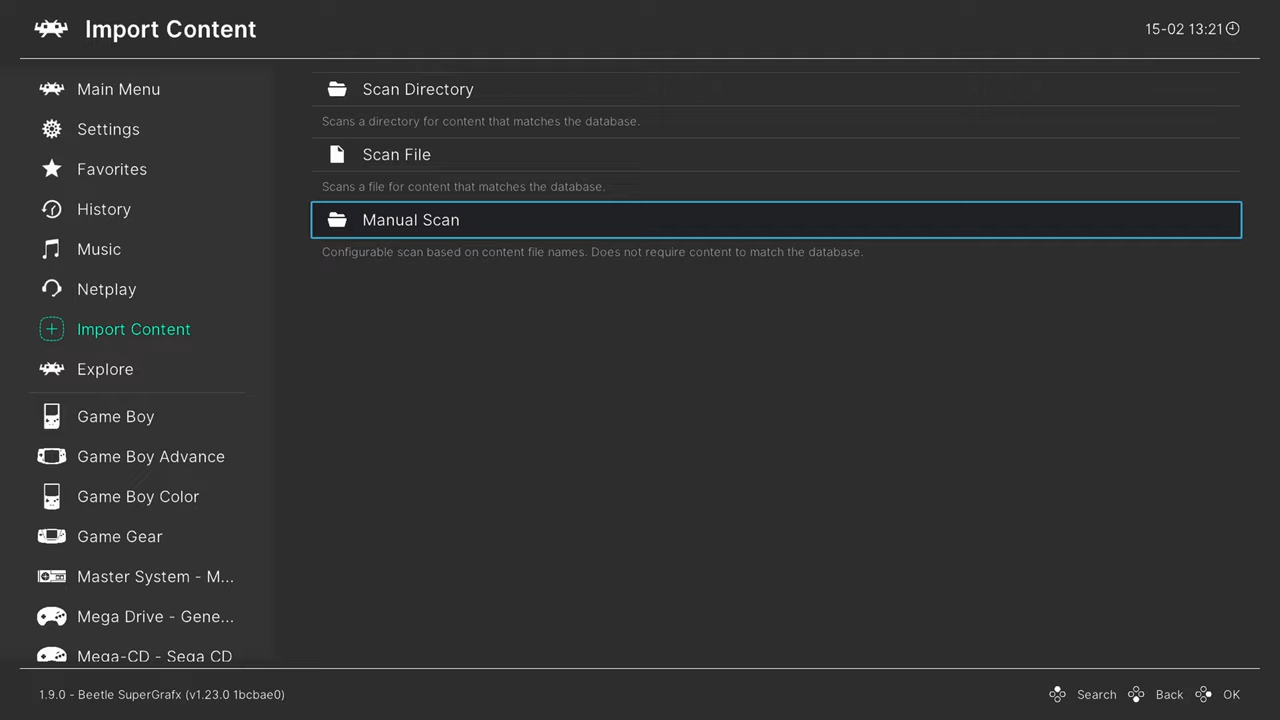 Import Content
15-02 13:21
Main Menu
Settings
Favorites
History
Music
Netplay
Import Content
Explore
Game Boy
Game Boy Advance
Game Boy Color
Game Gear
Master System - M...
Mega Drive - Gene...
Mega-CD - Sega CD
Scan Directory
Scans a directory for content that matches the database.
Scan File
Scans a file for content that matches the database.
Manual Scan
Configurable scan based on content file names. Does not require content to match the database.
1.9.0 - Beetle SuperGrafx (v1.23.0 1bcbae0)
Search Back OK